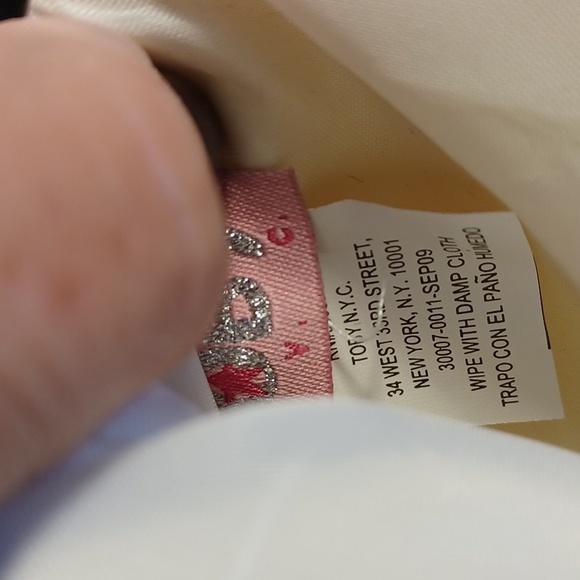 TOBY N.Y.C.
34 WEST 33RD STREET,
NEW YORK, N.Y. 10001
30007-0011-SEP09
WIPE WITH DAMP CLOTH
TRAPO CON EL PAÑO HUMEDO